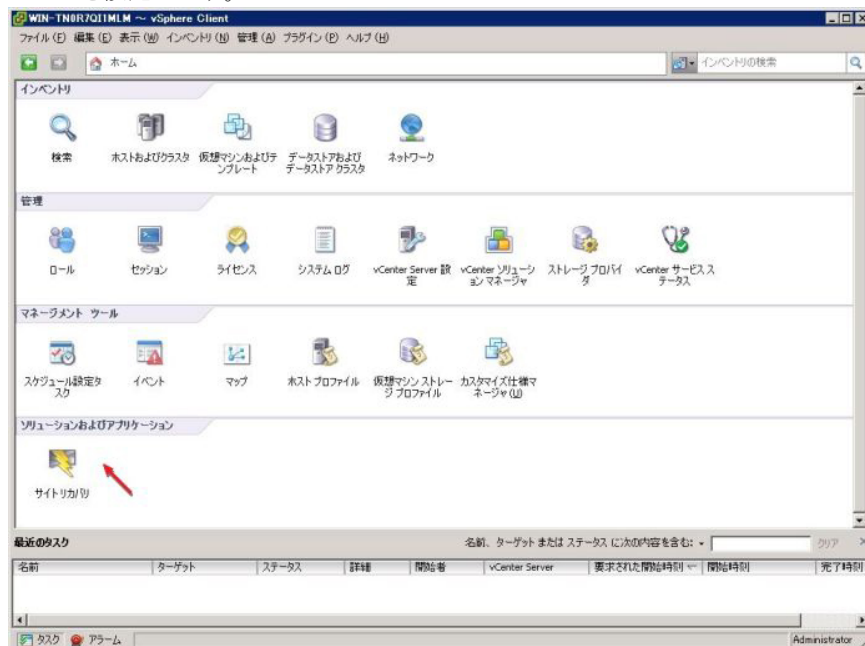 WIN-TN0R7QI1MLM ～ vSphere Client
ファイル(F) 編集(E) 表示(W) インベントリ(N) 管理(A) プラグイン(P) ヘルプ(H)
ホーム
インベントリの検索
インベントリ
検索
ホストおよびクラスタ
仮想マシンおよびテ
ンプレート
データストアおよび
データストア クラスタ
ネットワーク
管理
ロール
セッション
ライセンス
システム ログ
vCenter Server 設
定
vCenter ソリューシ
ョン マネージャ
ストレージ プロバイ
ダ
vCenter サービス ス
テータス
マネージメント ツール
スケジュール設定タ
スク
イベント
マップ
ホスト プロファイル
仮想マシン ストレー
ジ プロファイル
カスタマイズ仕様マ
ネージャ(U)
ソリューションおよびアプリケーション
サイトリカバリ
最近のタスク
名前、ターゲット または ステータス に次の内容を含む:
クリア
名前 ターゲット ステータス 詳細 開始者 vCenter Server 要求された開始時刻 開始時刻 完了時刻
タスク アラーム
Administrator